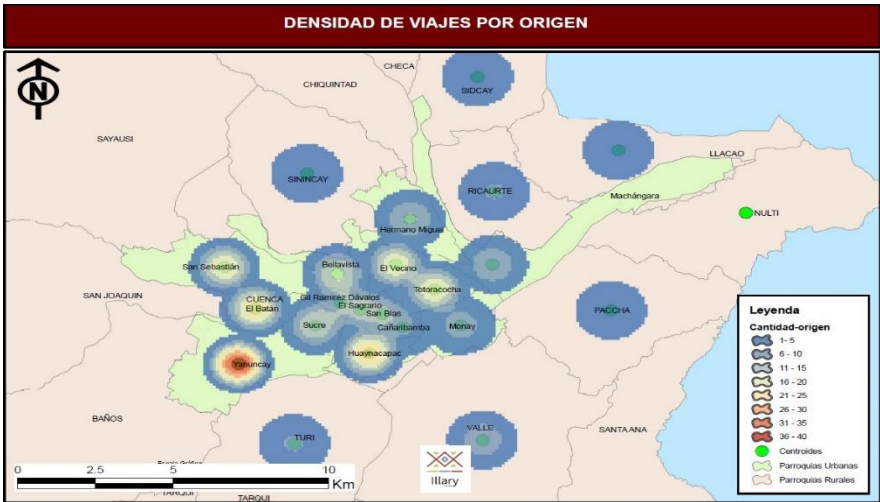 DENSIDAD DE VIAJES POR ORIGEN
N
CHECA
SIDCAY
CHIQUINTAD
SAYAUSI
LLACAO
SININCAY
RICAURTE
Machángara
NULTI
Hermano Miguel
San Sebastián
Bellavista
El Vecino
Totoracocha
SAN JOAQUIN
CUENCA
El Batán
Gil Ramírez Dávalos
El Sagrario
San Blas
Sucre
Cañaribamba
Monay
PACCHA
Yanuncay
Huaynacapac
BAÑOS
TURI
VALLE
SANTA ANA
TARQUI
TARQUI
0 2.5 5 10
Km
Illary
Leyenda
Cantidad-origen
1- 5
6 - 10
11 - 15
16 - 20
21 - 25
26 - 30
31 - 35
36 - 40
Centroides
Parroquias Urbanas
Parroquias Rurales